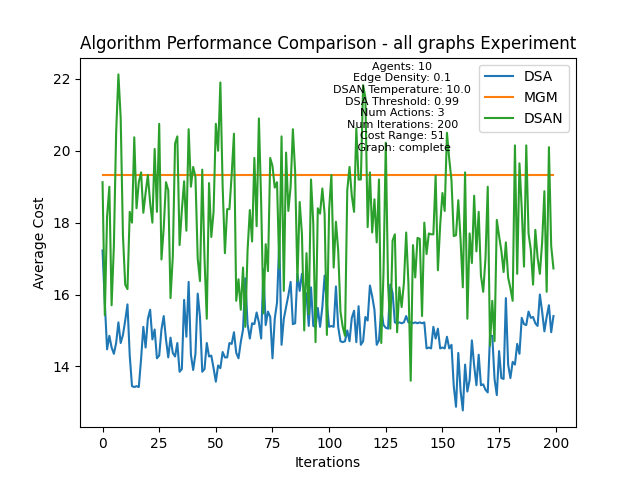 Algorithm Performance Comparison - all graphs Experiment
Agents: 10
Edge Density: 0.1
DSAN Temperature: 10.0
DSA Threshold: 0.99
Num Actions: 3
Num Iterations: 200
Cost Range: 51
Graph: complete
DSA
MGM
DSAN
22
20
18
16
14
Average Cost
0
25
50
75
100
125
150
175
200
Iterations